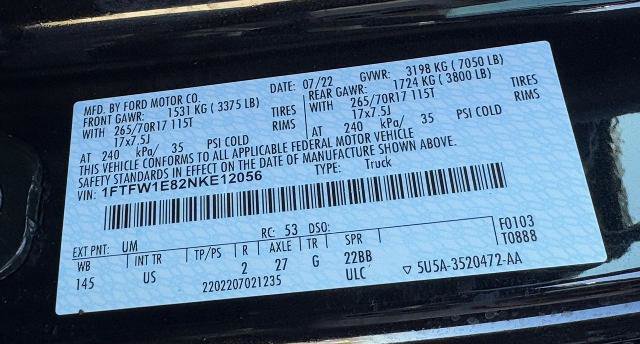 MFD. BY FORD MOTOR CO. DATE: 07/22 GVWR: 3198 KG ( 7050 LB)
FRONT GAWR: 1531 KG ( 3375 LB) REAR GAWR: 1724 KG ( 3800 LB)
WITH 265/70R17 115T TIRES WITH 265/70R17 115T TIRES
17x7.5J RIMS 17x7.5J RIMS
AT 240 kPa/ 35 PSI COLD AT 240 kPa/ 35 PSI COLD
THIS VEHICLE CONFORMS TO ALL APPLICABLE FEDERAL MOTOR VEHICLE
SAFETY STANDARDS IN EFFECT ON THE DATE OF MANUFACTURE SHOWN ABOVE.
VIN: 1FTFW1E82NKE12056 TYPE: Truck
EXT PNT: UM RC: 53 DSO: F0103
WB INT TR TP/PS R AXLE TR SPR T0888
145 US 2 27 G 22BB
2202207021235 ULC ▽ 5U5A-3520472-AA